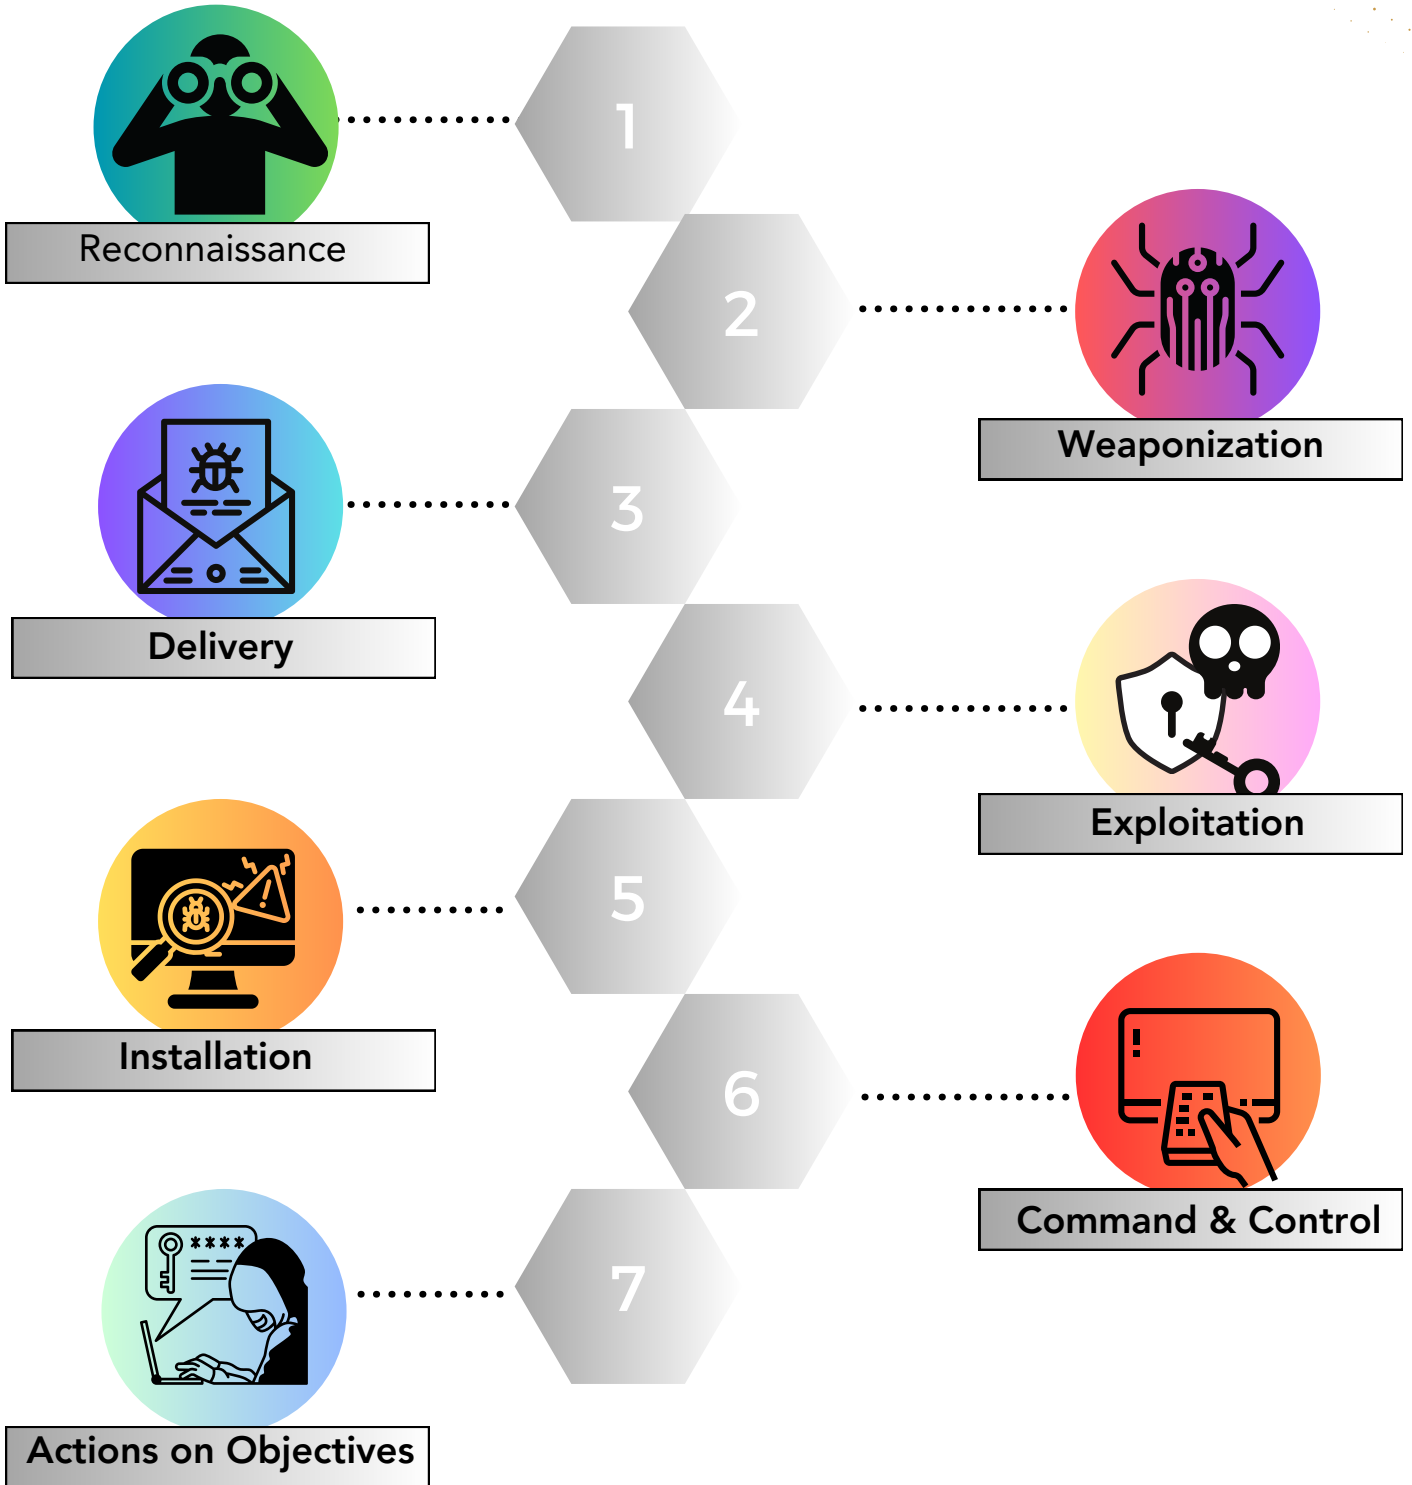 1
Reconnaissance
2
Weaponization
3
Delivery
4
Exploitation
5
Installation
6
Command & Control
7
****
Actions on Objectives